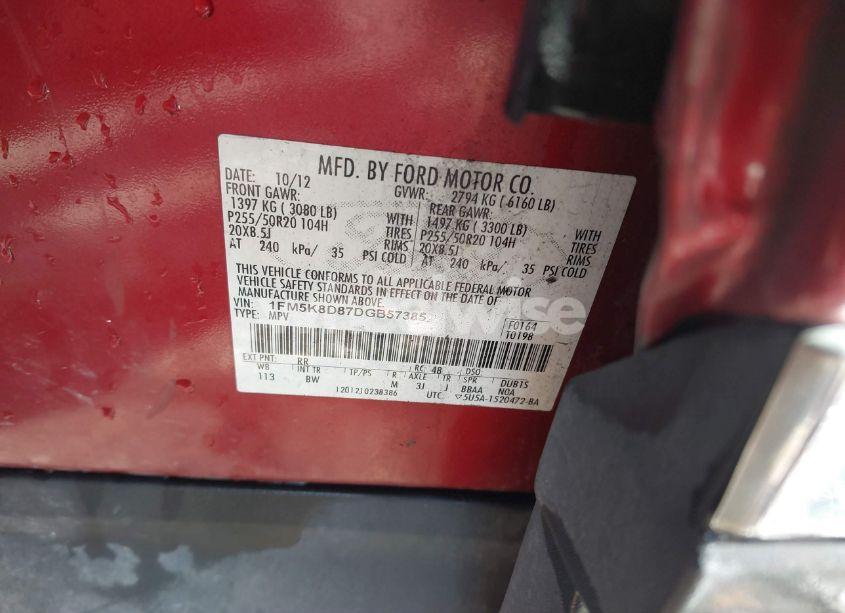 MFD. BY FORD MOTOR CO.
DATE: 10/12 GVWR: 2794 KG ( 6160 LB)
FRONT GAWR: REAR GAWR:
1397 KG ( 3080 LB) WITH 1497 KG ( 3300 LB) WITH
P255/50R20 104H TIRES P255/50R20 104H TIRES
20X8.5J RIMS 20X8.5J RIMS
AT 240 kPa/ 35 PSI COLD AT 240 kPa/ 35 PSI COLD
THIS VEHICLE CONFORMS TO ALL APPLICABLE FEDERAL MOTOR
VEHICLE SAFETY STANDARDS IN EFFECT ON THE DATE OF
MANUFACTURE SHOWN ABOVE.
VIN: 1FM5K8D87DGB57385
TYPE: MPV F0164
T0198
EXT PNT: RR RC: 48 DSO:
WB INT TR TP/PS R AXLE TR SPR DUB1S
113 BW M 3J J BBAA N0A
12012J0238386 UTC ▽5U5A-1520472-BA